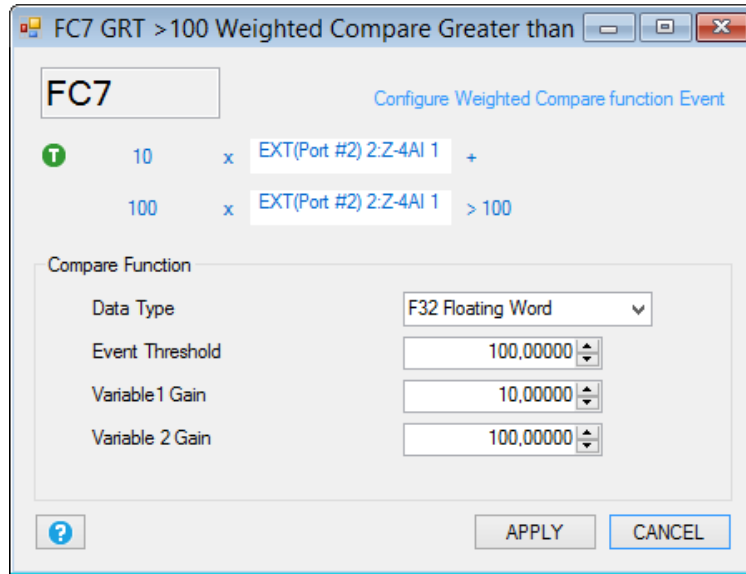 FC7 GRT >100 Weighted Compare Greater than
FC7
Configure Weighted Compare function Event
T 10 x EXT(Port #2) 2:Z-4AI 1 +
100 x EXT(Port #2) 2:Z-4AI 1 > 100
Compare Function
Data Type F32 Floating Word
Event Threshold 100,00000
Variable1 Gain 10,00000
Variable 2 Gain 100,00000
? APPLY CANCEL